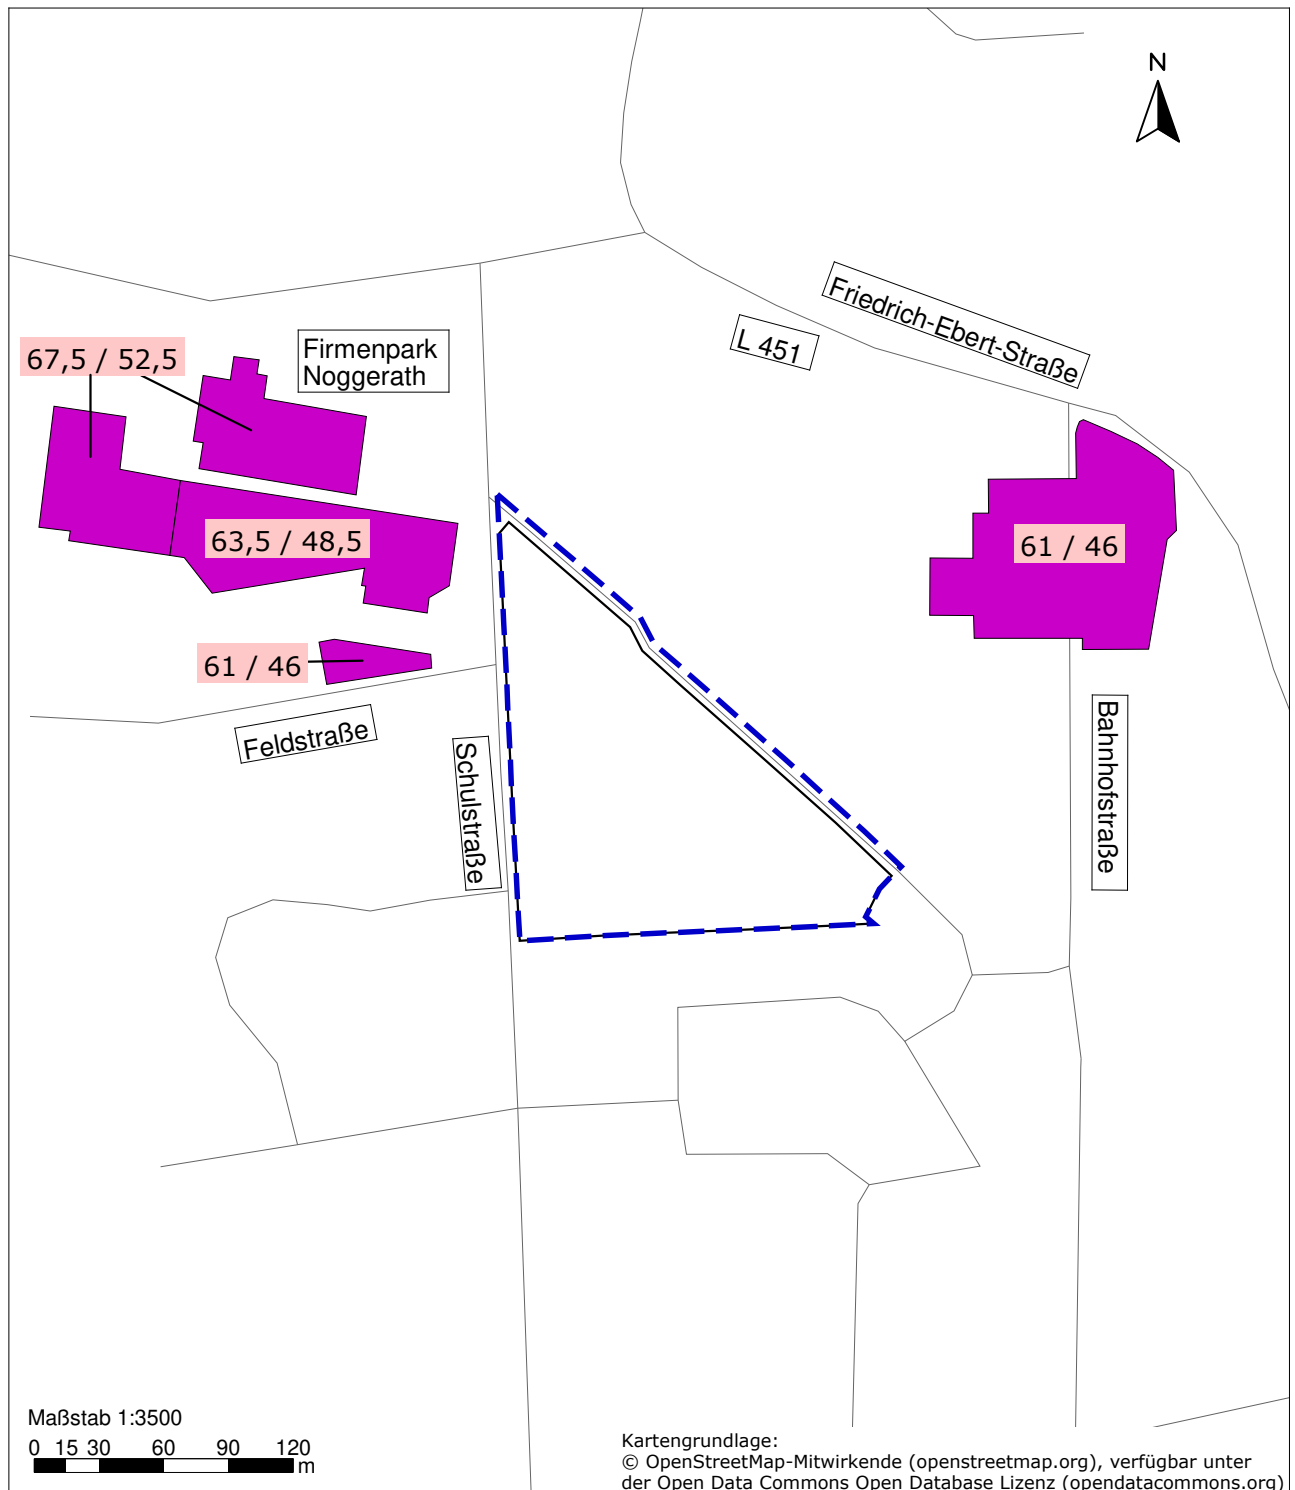 N
Friedrich-Ebert-Straße
L 451
Firmenpark
Noggerath
67,5 / 52,5
63,5 / 48,5
61 / 46
61 / 46
Feldstraße
Schulstraße
Bahnhofstraße
Maßstab 1:3500
0 15 30 60 90 120
m
Kartengrundlage:
© OpenStreetMap-Mitwirkende (openstreetmap.org), verfügbar unter
der Open Data Commons Open Database Lizenz (opendatacommons.org)